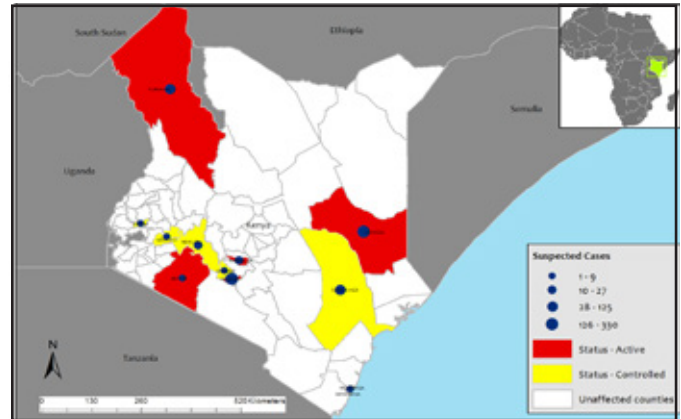 South Sudan
Ethiopia
Somalia
Uganda
Kenya
Tanzania
N
0 130 260 520 Kilometers
Suspected Cases
1 - 9
10 - 27
28 - 125
126 - 390
Status - Active
Status - Controlled
Unaffected counties